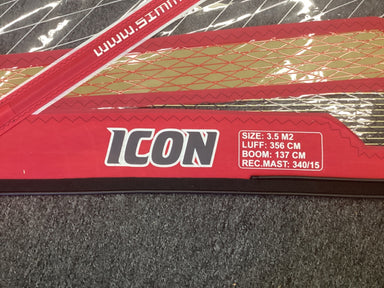 WWW.SIMM
ICON
SIZE: 3.5 M2
LUFF: 356 CM
BOOM: 137 CM
REC.MAST: 340/15